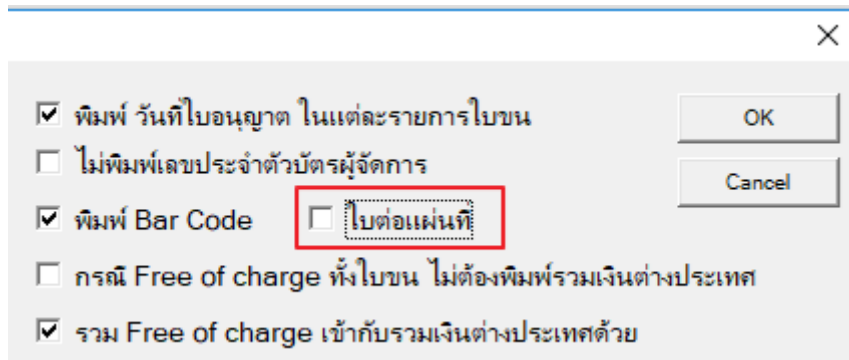 พิมพ์ วันที่ใบอนุญาต ในแต่ละรายการใบขน
OK
ไม่พิมพ์เลขประจำตัวบัตรผู้จัดการ
Cancel
พิมพ์ Bar Code ใบต่อแผ่นที่
กรณี Free of charge ทั้งใบขน ไม่ต้องพิมพ์รวมเงินต่างประเทศ
รวม Free of charge เข้ากับรวมเงินต่างประเทศด้วย